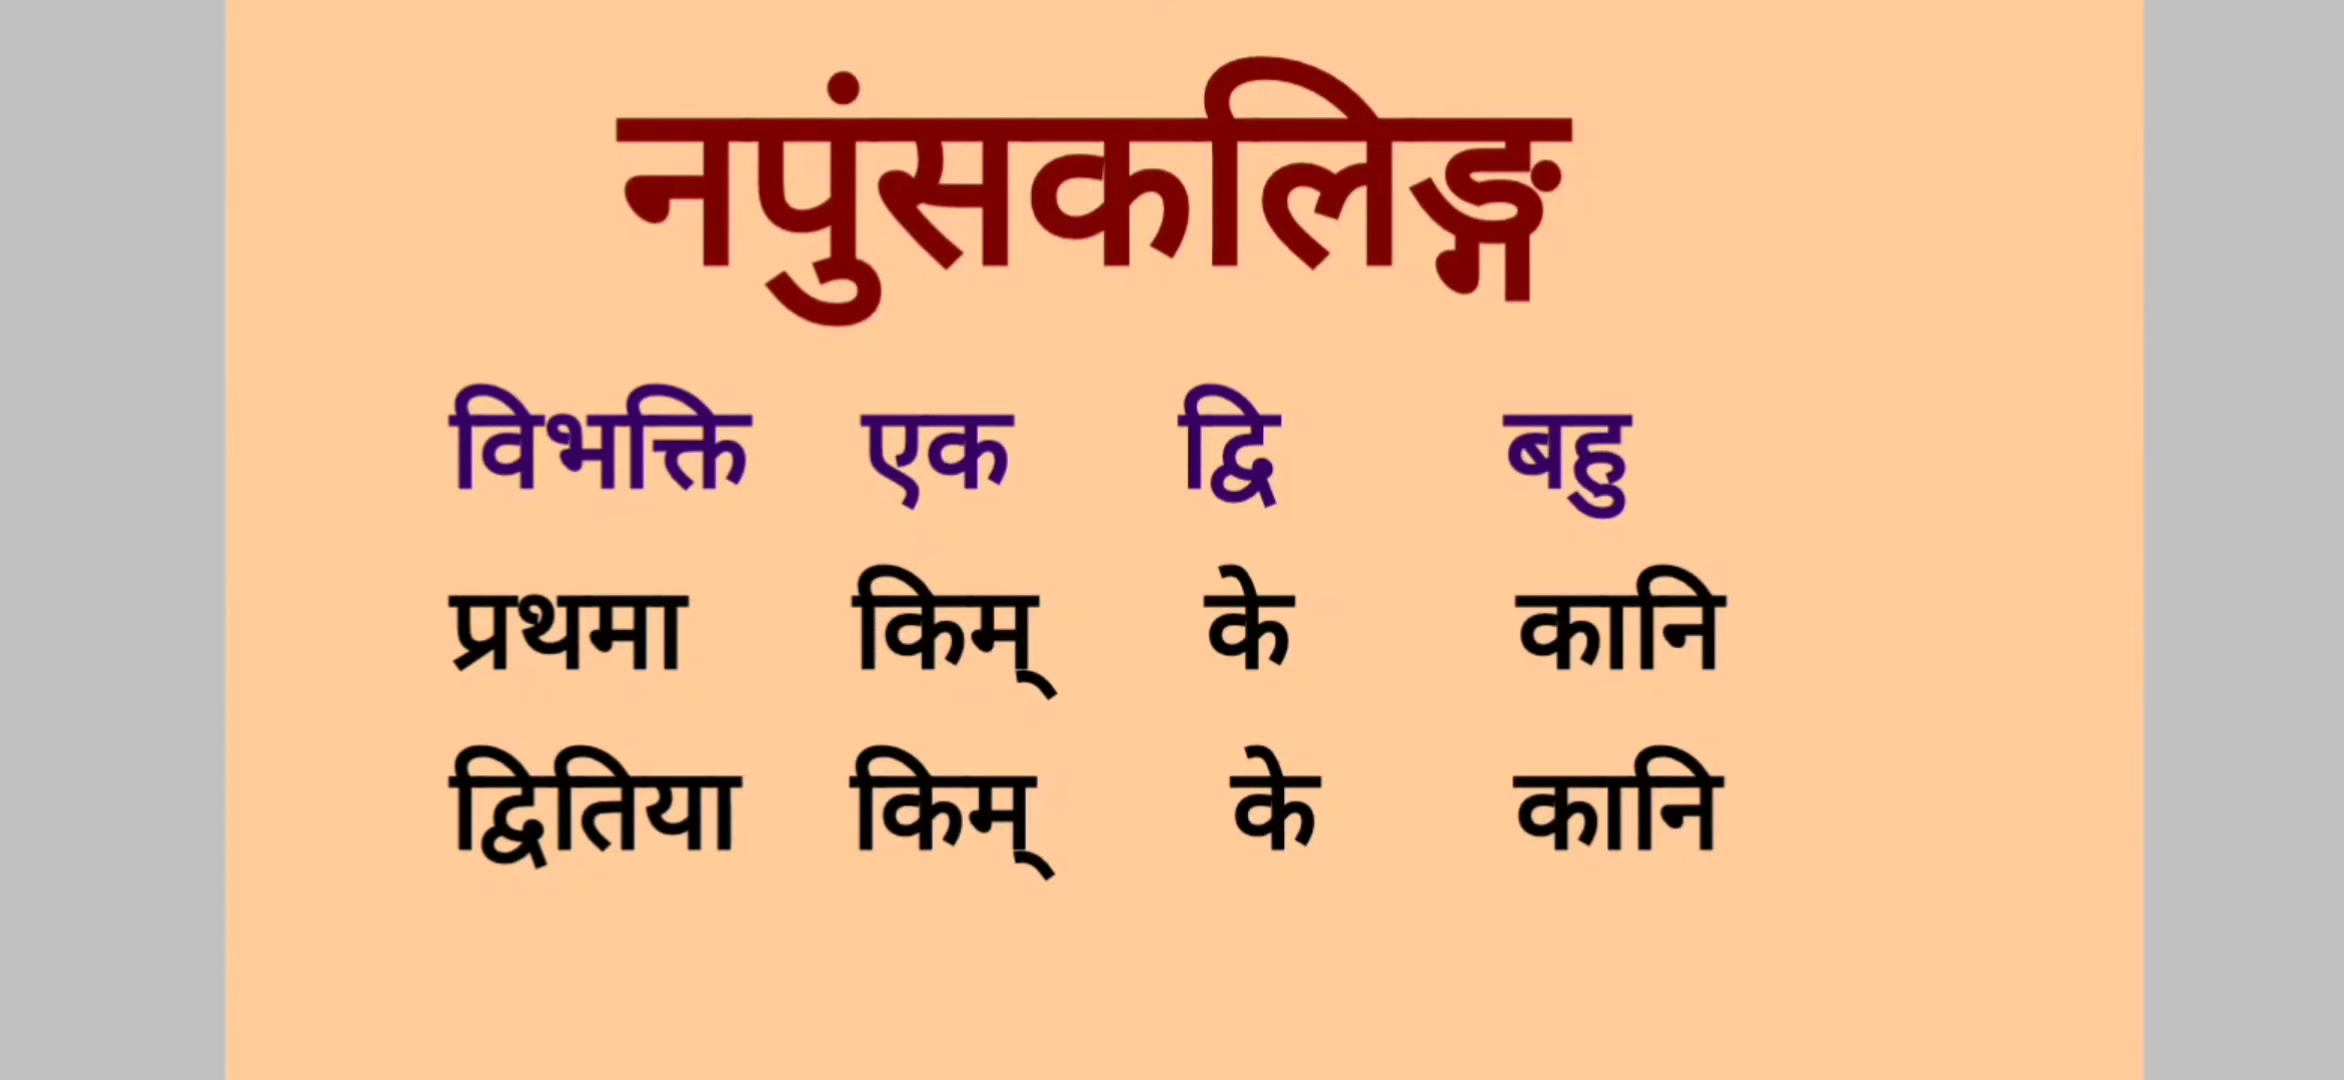 नपुंसकलिङ्ग
विभक्ति एक द्वि बहु
प्रथमा किम् के कानि
द्वितिया किम् के कानि